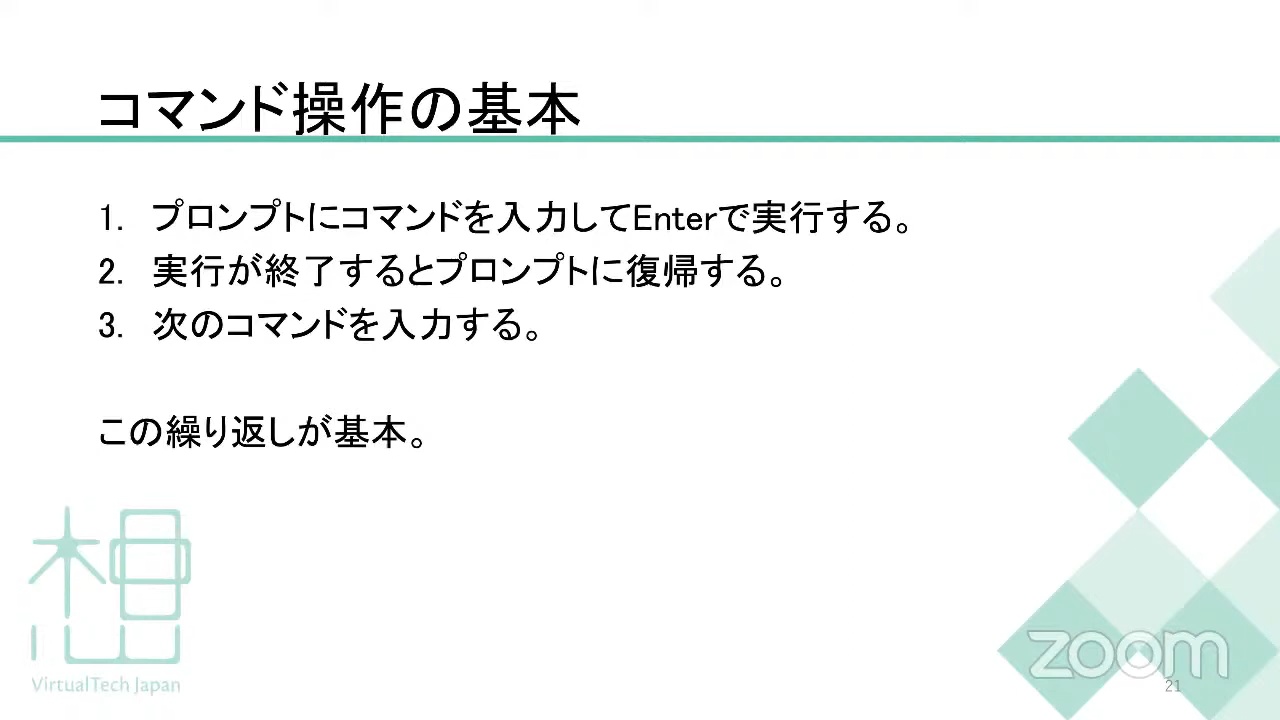 コマンド操作の基本
1. プロンプトにコマンドを入力してEnterで実行する。
2. 実行が終了するとプロンプトに復帰する。
3. 次のコマンドを入力する。
この繰り返しが基本。
想
VirtualTech Japan
zoom
21